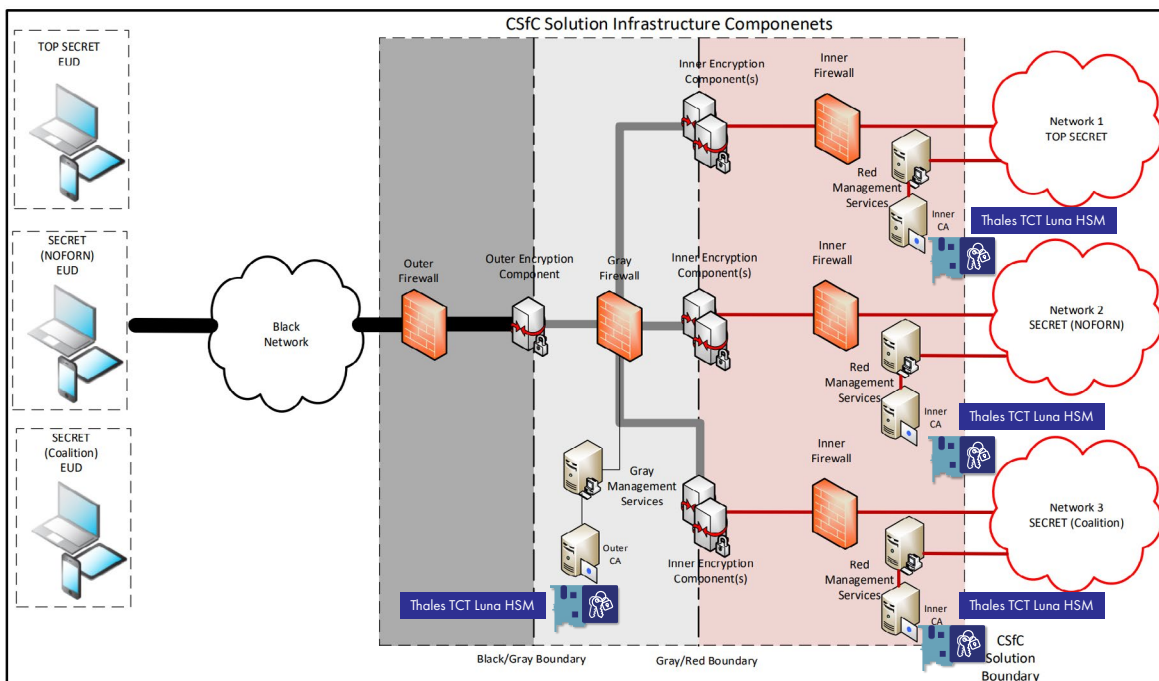 CSfC Solution Infrastructure Componenets
TOP SECRET
EUD
SECRET
(NOFORN)
EUD
SECRET
(Coalition)
EUD
Black
Network
Outer
Firewall
Outer Encryption
Component
Gray
Firewall
Inner Encryption
Component(s)
Inner
Firewall
Red
Management
Services
Inner
CA
Thales TCT Luna HSM
Network 1
TOP SECRET
Inner Encryption
Component(s)
Inner
Firewall
Red
Management
Services
Inner
CA
Thales TCT Luna HSM
Network 2
SECRET (NOFORN)
Inner Encryption
Component(s)
Inner
Firewall
Red
Management
Services
Inner
CA
Thales TCT Luna HSM
Network 3
SECRET (Coalition)
Gray
Management
Services
Outer
CA
Thales TCT Luna HSM
Black/Gray Boundary
Gray/Red Boundary
CSfC
Solution
Boundary